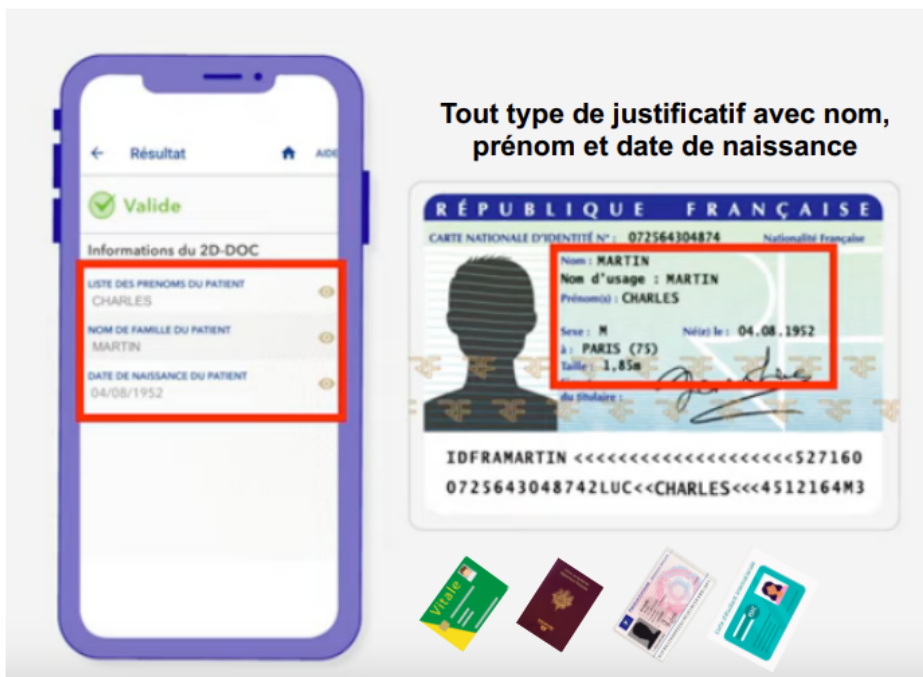 Tout type de justificatif avec nom,
prénom et date de naissance
← Résultat AIDE
Valide
Informations du 2D-DOC
LISTE DES PRENOMS DU PATIENT
CHARLES
NOM DE FAMILLE DU PATIENT
MARTIN
DATE DE NAISSANCE DU PATIENT
04/08/1952
RÉPUBLIQUE FRANÇAISE
CARTE NATIONALE D'IDENTITÉ Nº : 072564304874 Nationalité Française
Nom : MARTIN
Nom d'usage : MARTIN
Prénom(s) : CHARLES
Sexe : M Né(e) le : 04.08.1952
à : PARIS (75)
Taille : 1,85m
du titulaire :
IDFRAMARTIN <<<<<<<<<<<<<<<<<<<<<<527160
0725643048742LUC<<CHARLES<<<4512164M3
Vitale